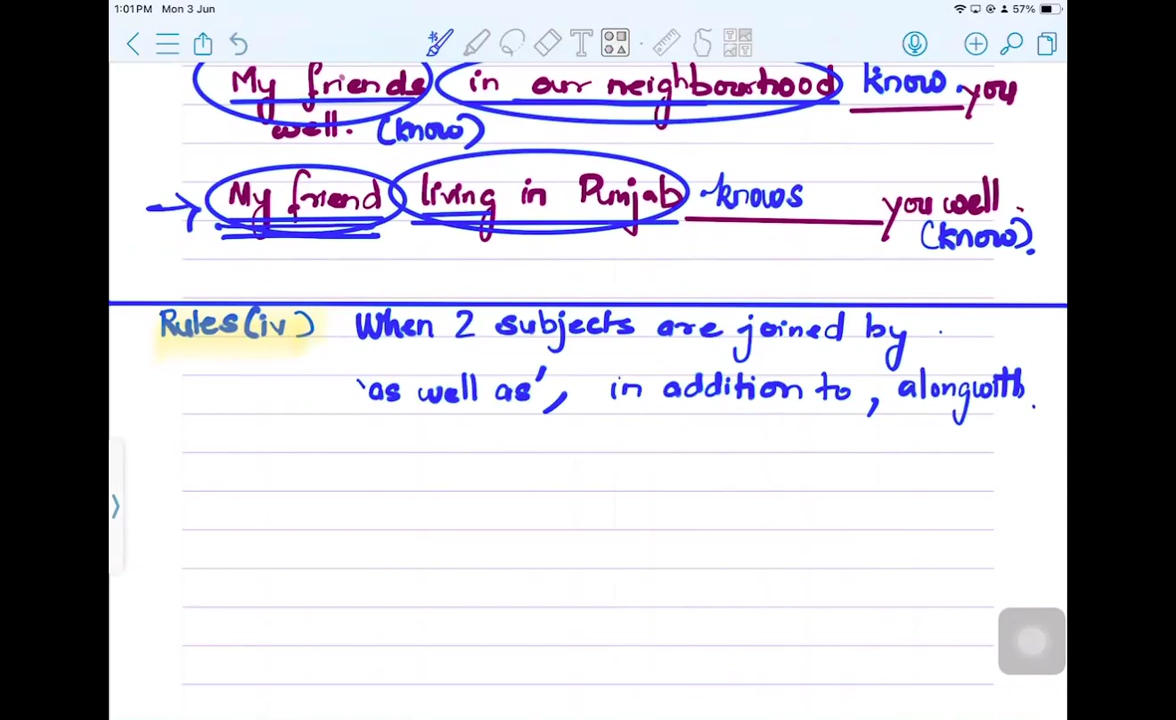 1:01PM Mon 3 Jun 57%
My friends in our neighbourhood know you
well. (know)
My friend living in Punjab knows you well.
(know).
Rules(iv) When 2 subjects are joined by
'as well as', in addition to, alongwith.